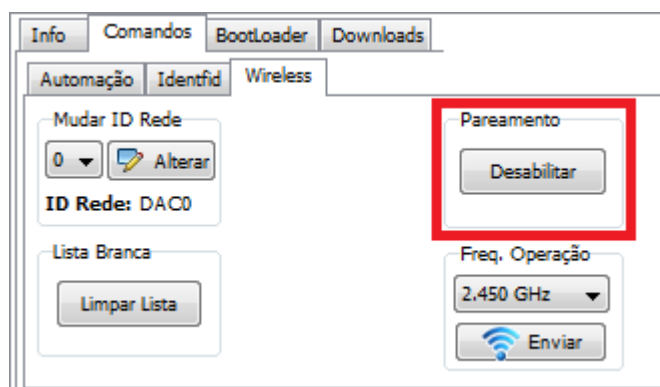 Info Comandos BootLoader Downloads
Automação Identfid Wireless
Mudar ID Rede
0 Alterar
ID Rede: DAC0
Pareamento
Desabilitar
Lista Branca
Limpar Lista
Freq. Operação
2.450 GHz
Enviar